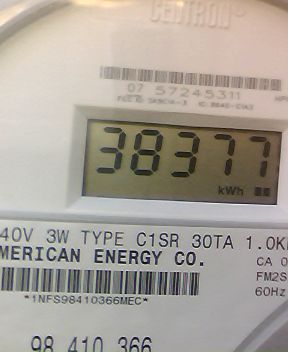 CENTRON®
07 57245311
38377
kWh
40V 3W TYPE C1SR 30TA 1.0K
MERICAN ENERGY CO. CA 0
FM2S
*1NFS98410366MEC* 60Hz
98 410 366